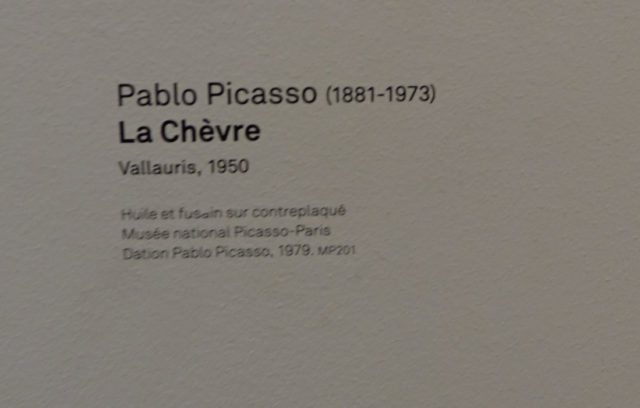 Pablo Picasso (1881-1973)
La Chèvre
Vallauris, 1950
Huile et fusain sur contreplaqué
Musée national Picasso-Paris
Dation Pablo Picasso, 1979. MP201